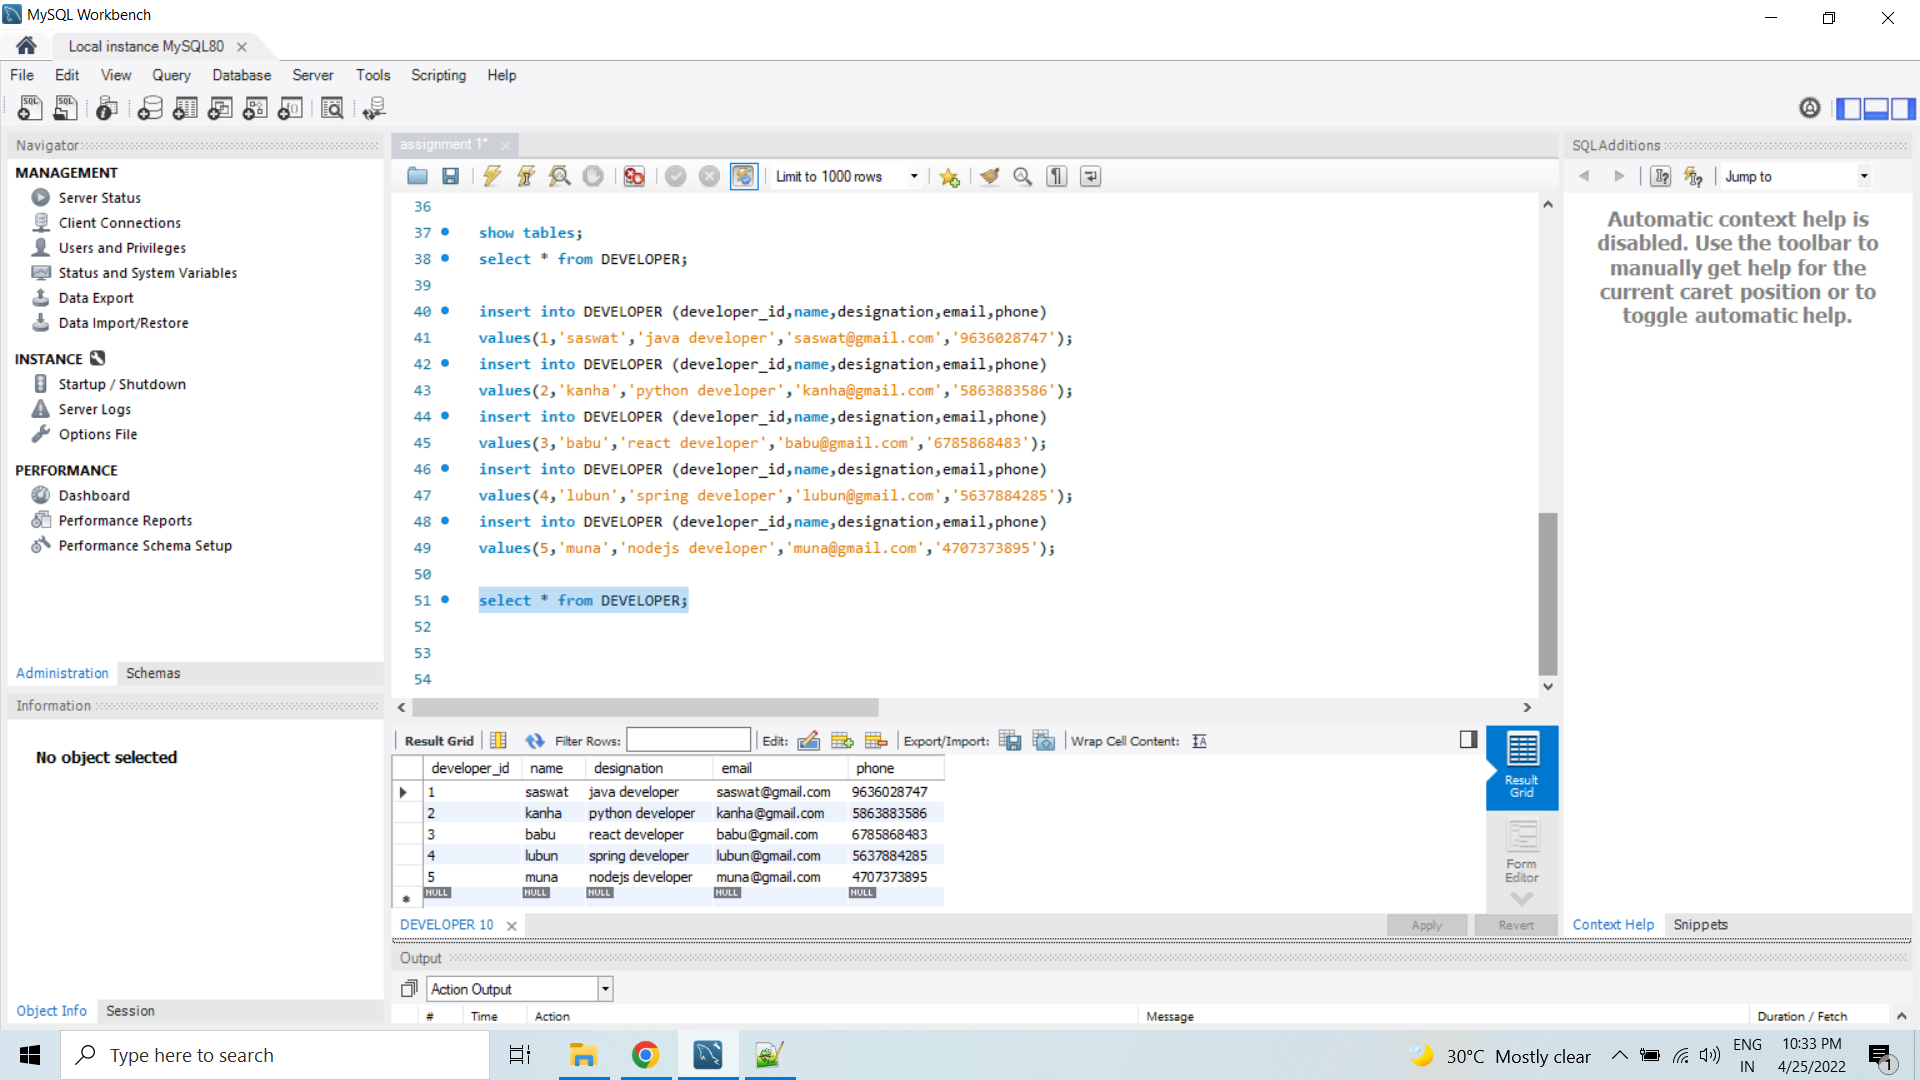 MySQL Workbench
Local instance MySQL80
File Edit View Query Database Server Tools Scripting Help
Navigator
MANAGEMENT
Server Status
Client Connections
Users and Privileges
Status and System Variables
Data Export
Data Import/Restore
INSTANCE
Startup / Shutdown
Server Logs
Options File
PERFORMANCE
Dashboard
Performance Reports
Performance Schema Setup
Administration Schemas
Information
No object selected
Object Info Session
assignment 1*
Limit to 1000 rows
36
37 show tables;
38 select * from DEVELOPER;
39
40 insert into DEVELOPER (developer_id,name,designation,email,phone)
41 values(1,'saswat','java developer','saswat@gmail.com','9636028747');
42 insert into DEVELOPER (developer_id,name,designation,email,phone)
43 values(2,'kanha','python developer','kanha@gmail.com','5863883586');
44 insert into DEVELOPER (developer_id,name,designation,email,phone)
45 values(3,'babu','react developer','babu@gmail.com','6785868483');
46 insert into DEVELOPER (developer_id,name,designation,email,phone)
47 values(4,'lubun','spring developer','lubun@gmail.com','5637884285');
48 insert into DEVELOPER (developer_id,name,designation,email,phone)
49 values(5,'muna','nodejs developer','muna@gmail.com','4707373895');
50
51 select * from DEVELOPER;
52
53
54
Result Grid Filter Rows: Edit: Export/Import: Wrap Cell Content: IA
developer_id name designation email phone
1 saswat java developer saswat@gmail.com 9636028747
2 kanha python developer kanha@gmail.com 5863883586
3 babu react developer babu@gmail.com 6785868483
4 lubun spring developer lubun@gmail.com 5637884285
5 muna nodejs developer muna@gmail.com 4707373895
NULL NULL NULL NULL NULL
Result
Grid
Form
Editor
DEVELOPER 10
Apply Revert
Output
Action Output
# Time Action Message Duration / Fetch
SQLAdditions
Jump to
Automatic context help is
disabled. Use the toolbar to
manually get help for the
current caret position or to
toggle automatic help.
Context Help Snippets
Type here to search
30°C Mostly clear
ENG
IN
10:33 PM
4/25/2022
1